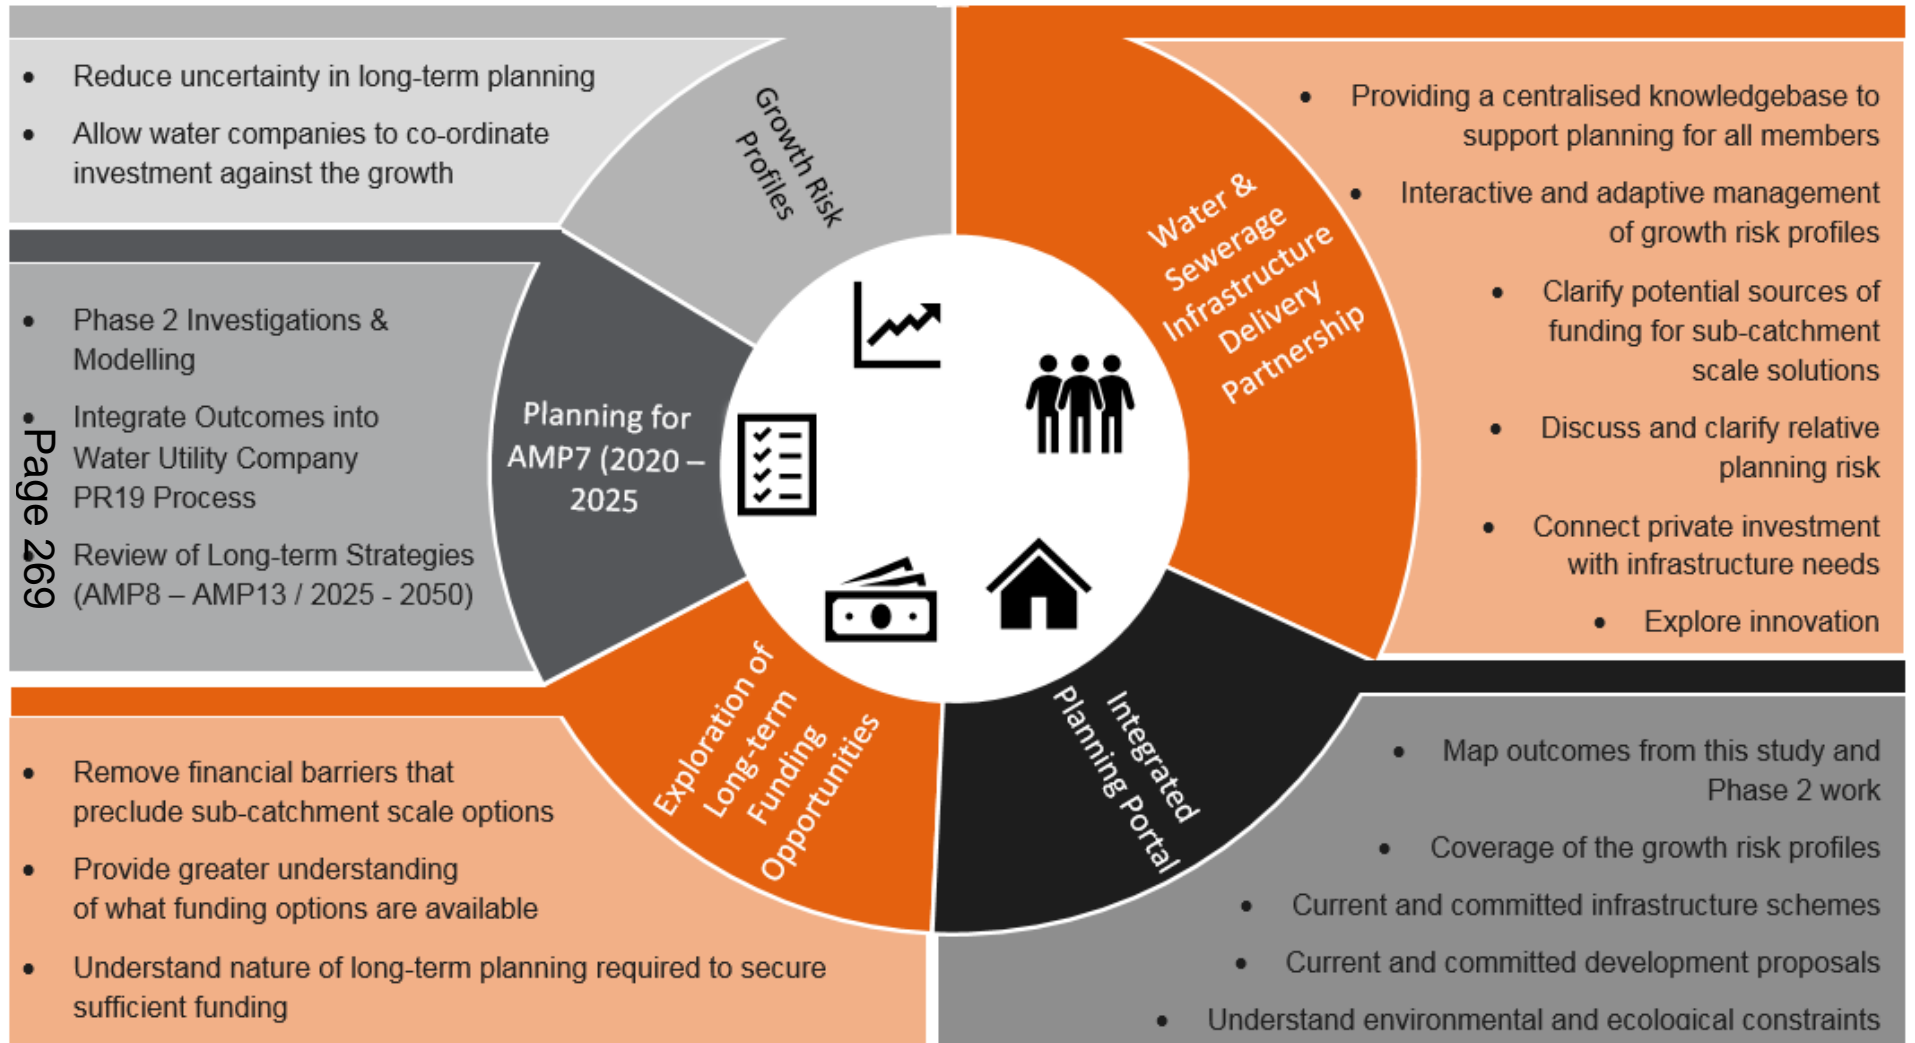 • Reduce uncertainty in long-term planning
• Allow water companies to co-ordinate
investment against the growth
Growth Risk
Profiles
• Phase 2 Investigations &
Modelling
• Integrate Outcomes into
Water Utility Company
PR19 Process
• Review of Long-term Strategies
(AMP8 – AMP13 / 2025 - 2050)
Page 269
Planning for
AMP7 (2020 –
2025
• Remove financial barriers that
preclude sub-catchment scale options
• Provide greater understanding
of what funding options are available
• Understand nature of long-term planning required to secure
sufficient funding
Exploration of
Long-term
Funding
Opportunities
Water &
Sewerage
Infrastructure
Delivery
Partnership
• Providing a centralised knowledgebase to
support planning for all members
• Interactive and adaptive management
of growth risk profiles
• Clarify potential sources of
funding for sub-catchment
scale solutions
• Discuss and clarify relative
planning risk
• Connect private investment
with infrastructure needs
• Explore innovation
Integrated
Planning Portal
• Map outcomes from this study and
Phase 2 work
• Coverage of the growth risk profiles
• Current and committed infrastructure schemes
• Current and committed development proposals
• Understand environmental and ecological constraints